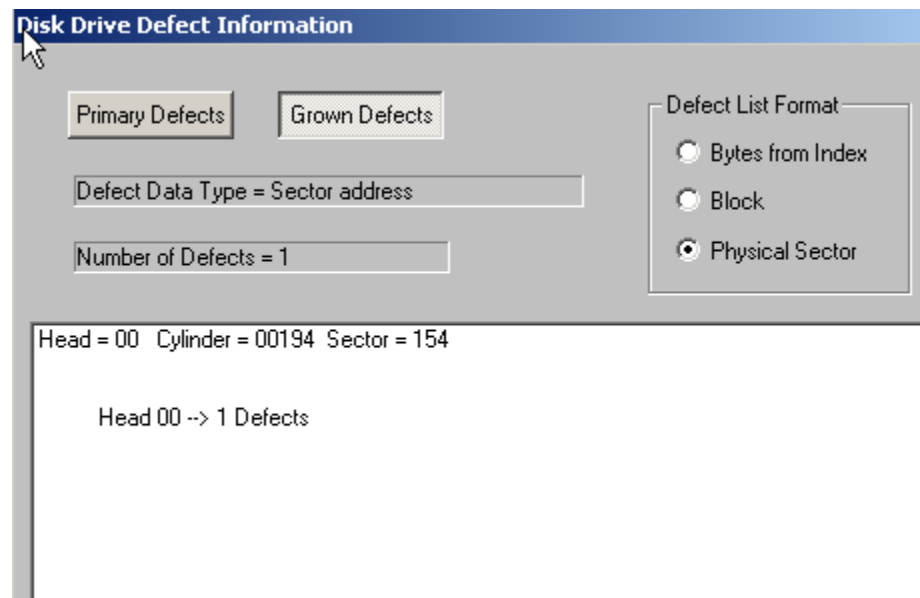 Disk Drive Defect Information
Primary Defects
Grown Defects
Defect Data Type = Sector address
Number of Defects = 1
Defect List Format
Bytes from Index
Block
Physical Sector
Head = 00 Cylinder = 00194 Sector = 154
Head 00 --> 1 Defects